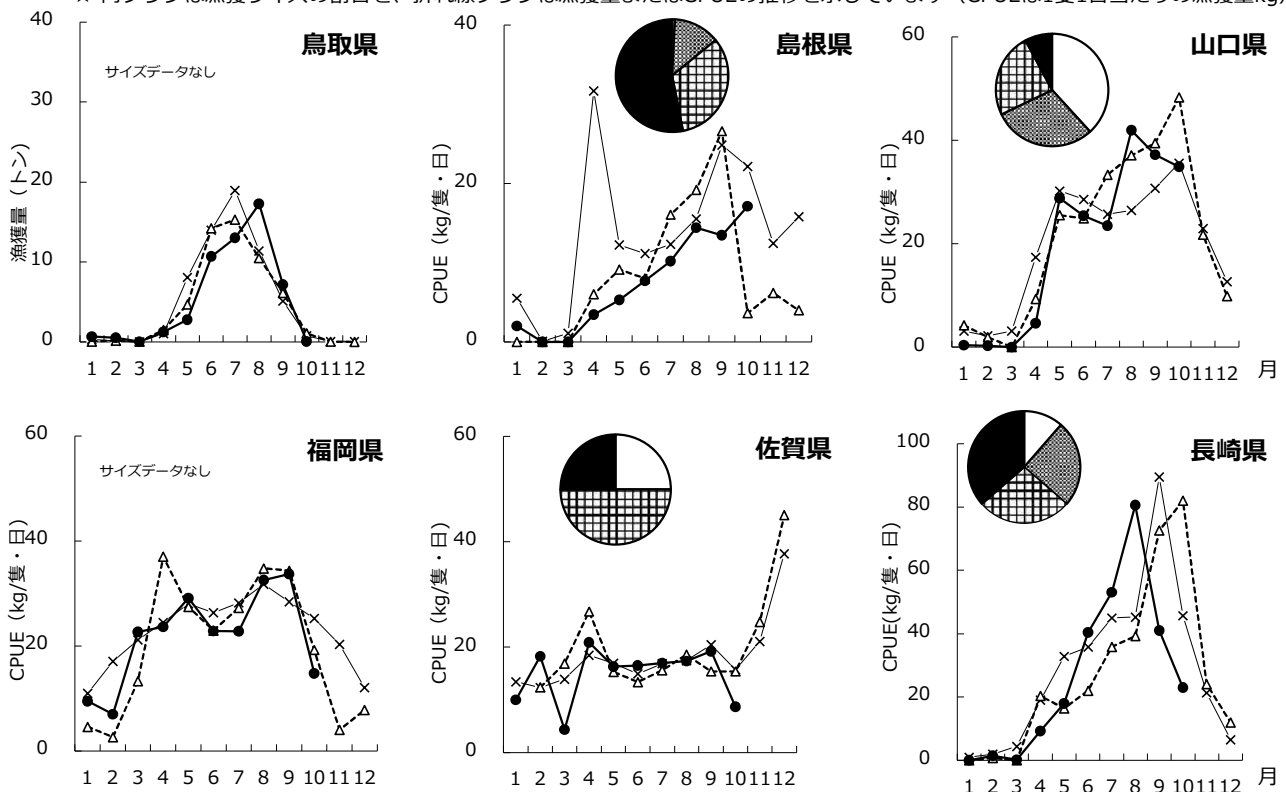 ※ 円グラフは漁獲サイズの割合を、折れ線グラフは漁獲量またはCPUEの推移を示しています（CPUEは1隻1日当たりの漁獲量kg）
鳥取県
サイズデータなし
漁獲量（トン）
40
30
20
10
0
1 2 3 4 5 6 7 8 9 10 11 12
島根県
CPUE（kg/隻・日）
40
20
0
1 2 3 4 5 6 7 8 9 10 11 12
山口県
CPUE（kg/隻・日）
60
40
20
0
1 2 3 4 5 6 7 8 9 10 11 12 月
福岡県
サイズデータなし
CPUE（kg/隻・日）
60
40
20
0
1 2 3 4 5 6 7 8 9 10 11 12
佐賀県
CPUE（kg/隻・日）
60
40
20
0
1 2 3 4 5 6 7 8 9 10 11 12
長崎県
CPUE(kg/隻・日)
100
80
60
40
20
0
1 2 3 4 5 6 7 8 9 10 11 12 月